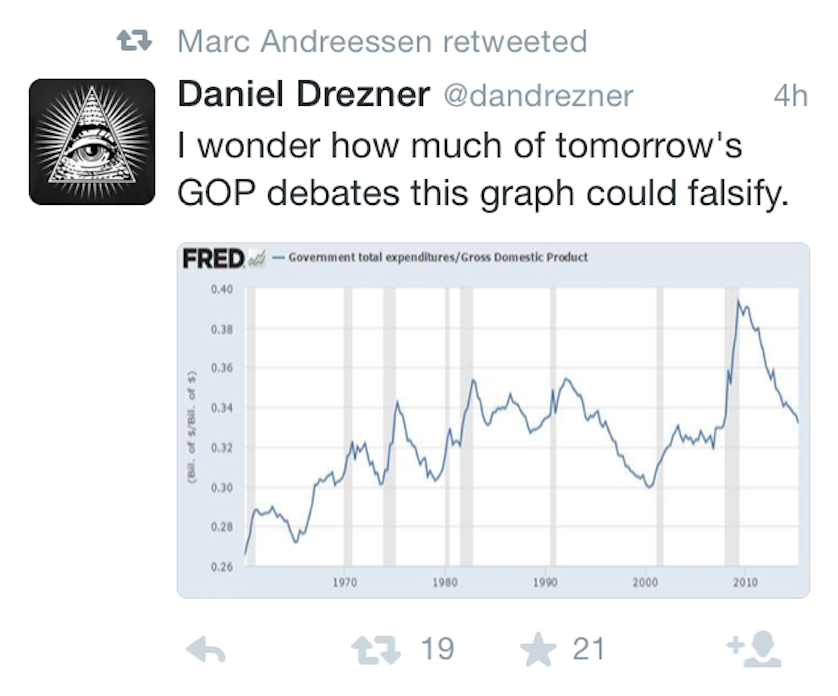 Marc Andreessen retweeted
Daniel Drezner @dandrezner 4h
I wonder how much of tomorrow's
GOP debates this graph could falsify.
FRED — Government total expenditures/Gross Domestic Product
0.40
0.38
0.36
0.34
0.32
0.30
0.28
0.26
(Bil. of $/Bil. of $)
1970 1980 1990 2000 2010
19 21